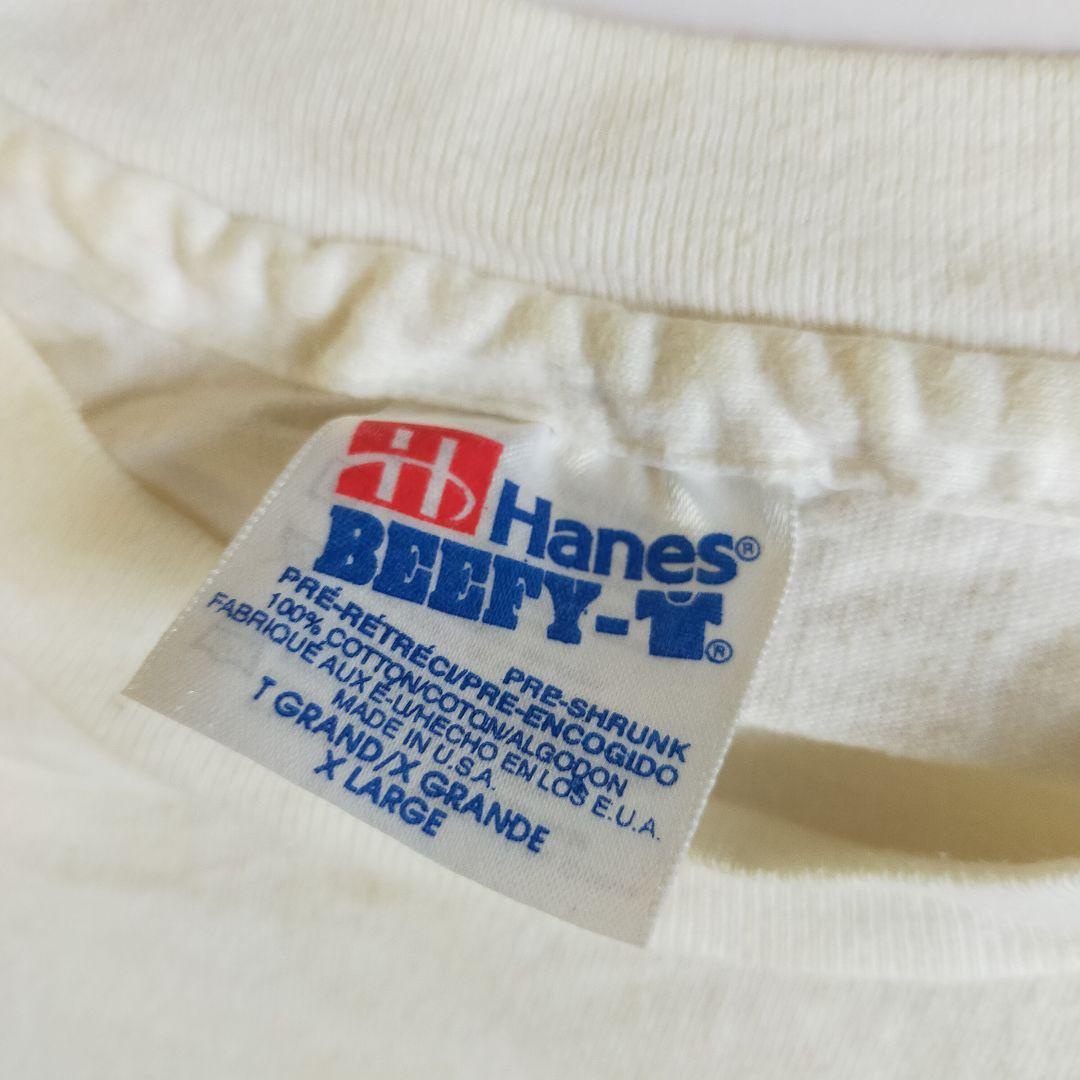 Hanes®
BEEFY-T®
PRE-SHRUNK
PRÉ-RÉTRÉCI/PRE-ENCOGIDO
100% COTTON/COTON/ALGODON
FABRIQUÉ AUX É-U/HECHO EN LOS E.U.A.
MADE IN U.S.A.
T GRAND/X GRANDE
X LARGE